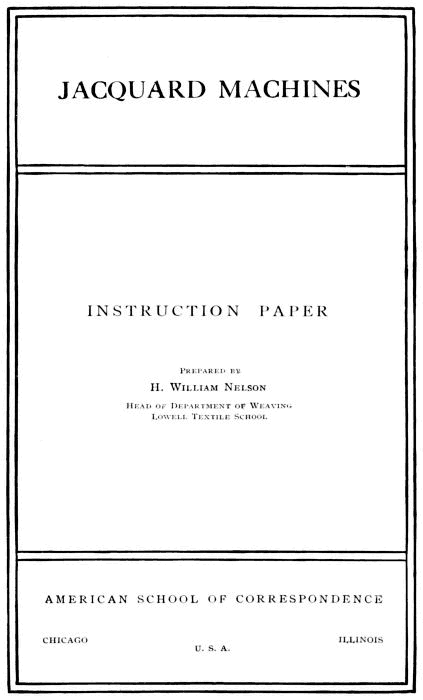 JACQUARD MACHINES
INSTRUCTION PAPER
PREPARED BY
H. WILLIAM NELSON
HEAD OF DEPARTMENT OF WEAVING
LOWELL TEXTILE SCHOOL
AMERICAN SCHOOL OF CORRESPONDENCE
CHICAGO ILLINOIS
U. S. A.